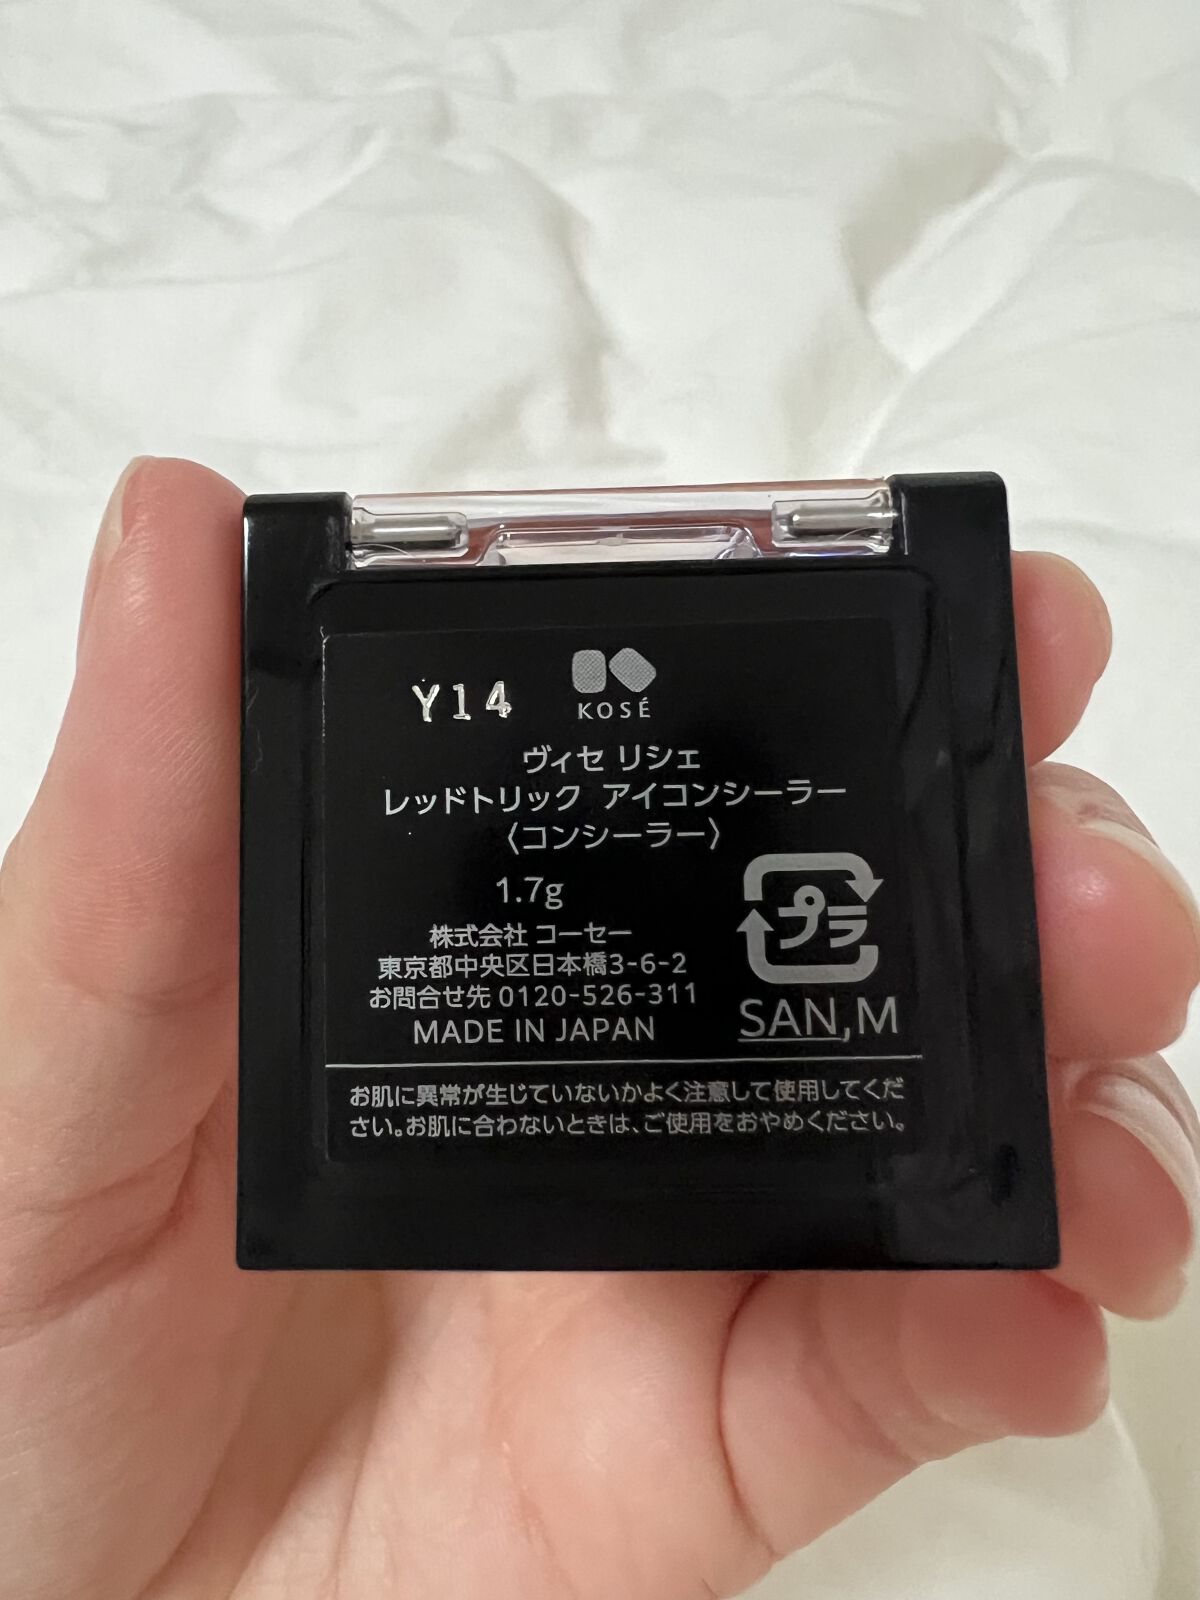 Y14
KOSÉ
ヴィセ リシェ
レッドトリック アイコンシーラー
〈コンシーラー〉
1.7g
株式会社 コーセー
東京都中央区日本橋3-6-2
お問合せ先 0120-526-311
MADE IN JAPAN
プラ
SAN,M
お肌に異常が生じていないかよく注意して使用してくだ
さい。お肌に合わないときは、ご使用をおやめください。